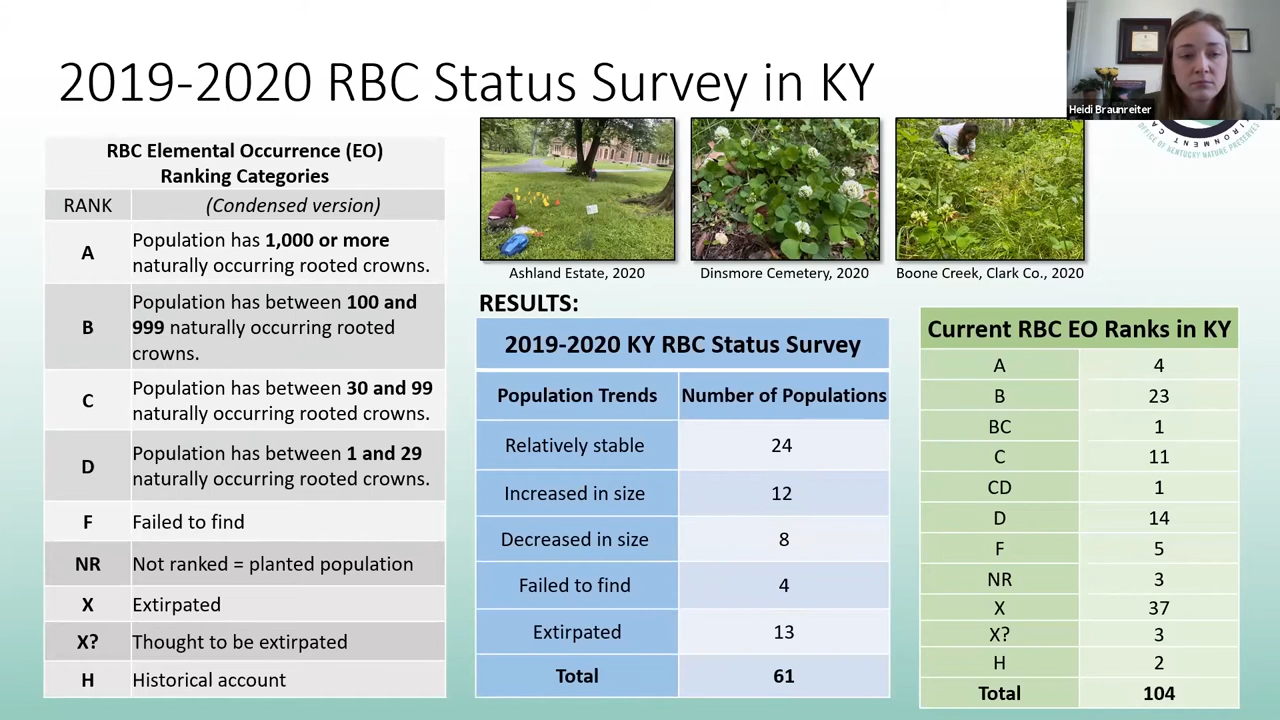 2019-2020 RBC Status Survey in KY
Heidi Braunreiter
OFFICE OF KENTUCKY NATURE PRESERVES
RBC Elemental Occurrence (EO)
Ranking Categories
RANK (Condensed version)
A Population has 1,000 or more
naturally occurring rooted crowns.
B Population has between 100 and
999 naturally occurring rooted
crowns.
C Population has between 30 and 99
naturally occurring rooted crowns.
D Population has between 1 and 29
naturally occurring rooted crowns.
F Failed to find
NR Not ranked = planted population
X Extirpated
X? Thought to be extirpated
H Historical account
Ashland Estate, 2020
Dinsmore Cemetery, 2020
Boone Creek, Clark Co., 2020
RESULTS:
2019-2020 KY RBC Status Survey
Population Trends Number of Populations
Relatively stable 24
Increased in size 12
Decreased in size 8
Failed to find 4
Extirpated 13
Total 61
Current RBC EO Ranks in KY
A 4
B 23
BC 1
C 11
CD 1
D 14
F 5
NR 3
X 37
X? 3
H 2
Total 104